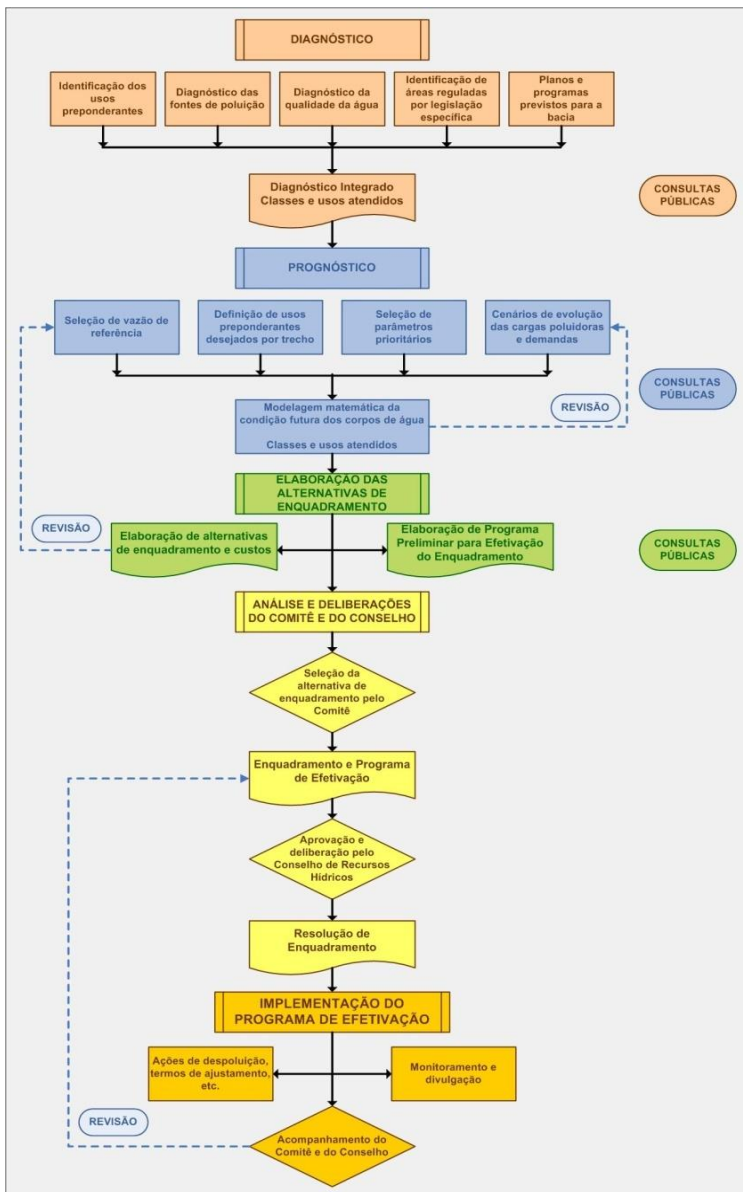 DIAGNÓSTICO
Identificação dos
usos
preponderantes
Diagnóstico das
fontes de poluição
Diagnóstico da
qualidade da água
Identificação de
áreas reguladas
por legislação
específica
Planos e
programas
previstos para a
bacia
Diagnóstico Integrado
Classes e usos atendidos
CONSULTAS
PÚBLICAS
PROGNÓSTICO
Seleção de vazão de
referência
Definição de usos
preponderantes
desejados por trecho
Seleção de
parâmetros
prioritários
Cenários de evolução
das cargas poluidoras
e demandas
CONSULTAS
PÚBLICAS
Modelagem matemática da
condição futura dos corpos de água
Classes e usos atendidos
REVISÃO
ELABORAÇÃO DAS
ALTERNATIVAS DE
ENQUADRAMENTO
REVISÃO
Elaboração de alternativas
de enquadramento e custos
Elaboração de Programa
Preliminar para Efetivação
do Enquadramento
CONSULTAS
PÚBLICAS
ANÁLISE E DELIBERAÇÕES
DO COMITÊ E DO CONSELHO
Seleção da
alternativa de
enquadramento pelo
Comitê
Enquadramento e Programa
de Efetivação
Aprovação e
deliberação pelo
Conselho de Recursos
Hídricos
Resolução de
Enquadramento
IMPLEMENTAÇÃO DO
PROGRAMA DE EFETIVAÇÃO
Ações de despoluição,
termos de ajustamento,
etc.
Monitoramento e
divulgação
REVISÃO
Acompanhamento do
Comitê e do Conselho